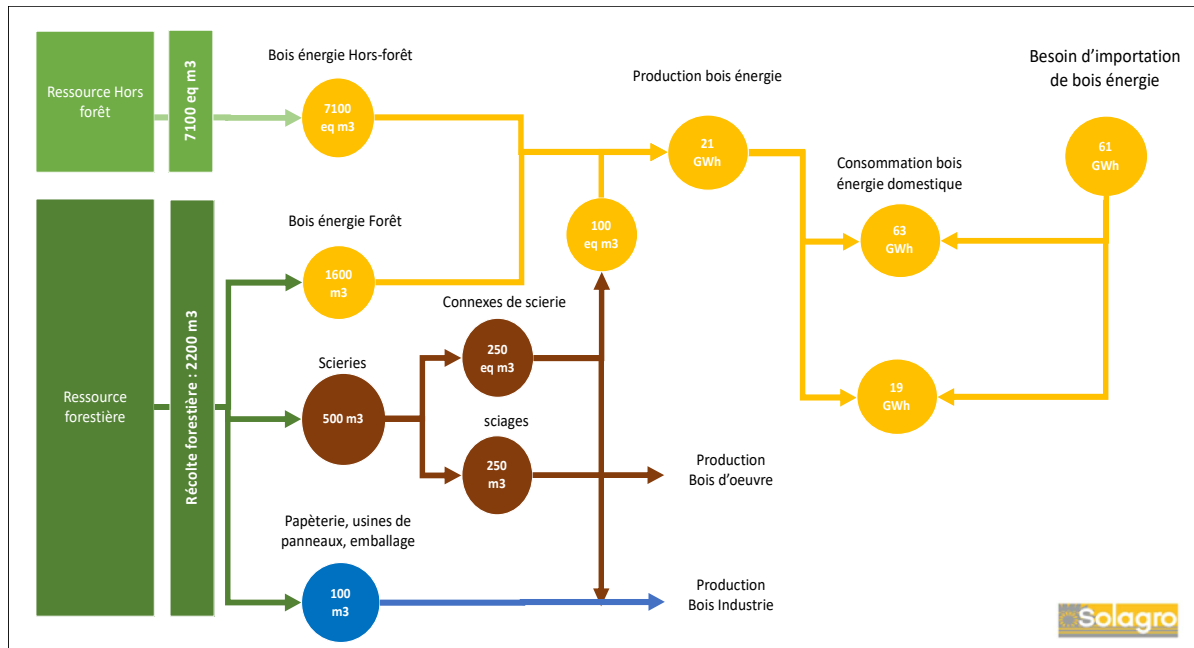 Ressource Hors
forêt
7100 eq m3
Bois énergie Hors-forêt
7100
eq m3
Production bois énergie
21
GWh
Besoin d'importation
de bois énergie
61
GWh
Consommation bois
énergie domestique
63
GWh
19
GWh
100
eq m3
Ressource
forestière
Récolte forestière : 2200 m3
Bois énergie Forêt
1600
m3
Connexes de scierie
250
eq m3
Scieries
500 m3
sciages
250
m3
Production
Bois d'oeuvre
Papèterie, usines de
panneaux, emballage
100
m3
Production
Bois Industrie
Solagro